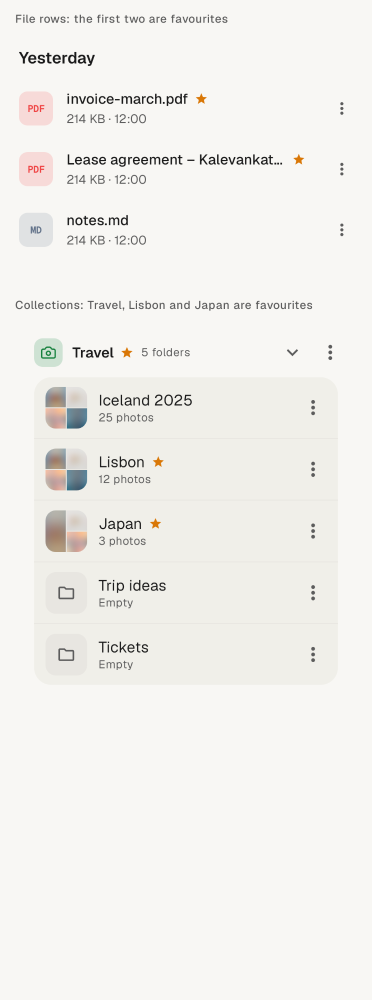 File rows: the first two are favourites
Yesterday
PDF invoice-march.pdf
214 KB · 12:00
PDF Lease agreement – Kalevankat…
214 KB · 12:00
MD notes.md
214 KB · 12:00
Collections: Travel, Lisbon and Japan are favourites
Travel 5 folders
Iceland 2025
25 photos
Lisbon
12 photos
Japan
3 photos
Trip ideas
Empty
Tickets
Empty